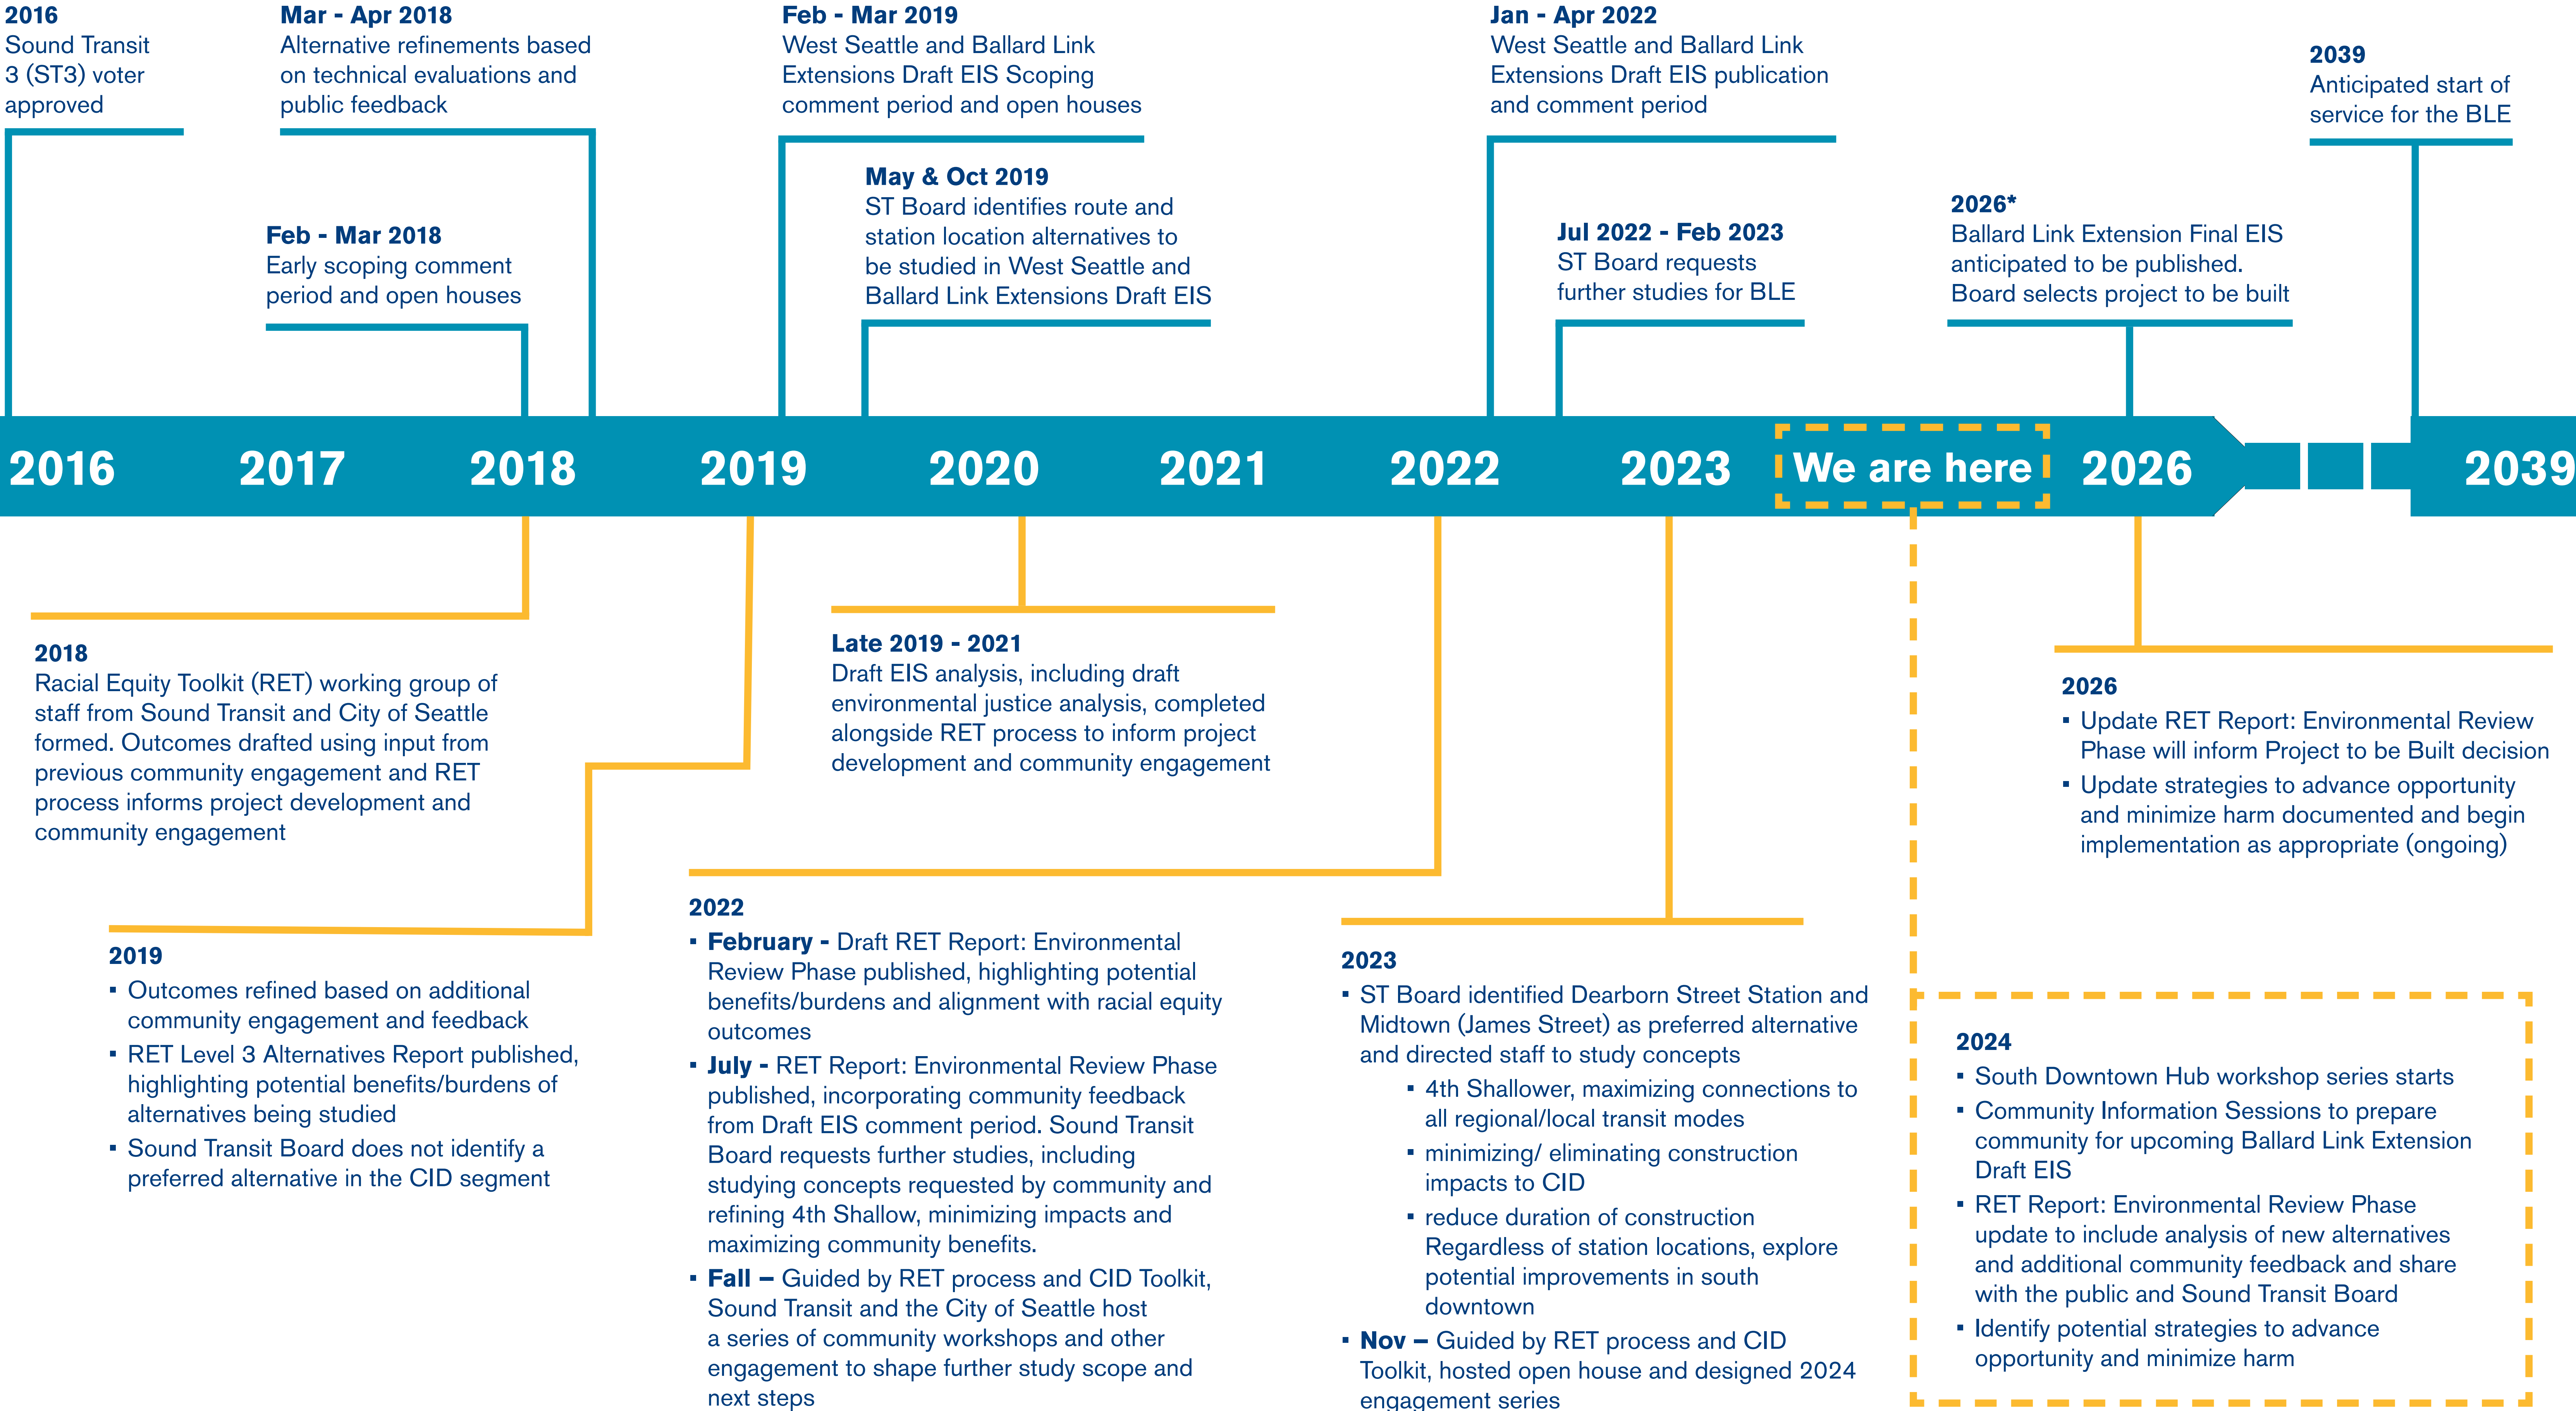 2016
Sound Transit
3 (ST3) voter
approved
Mar - Apr 2018
Alternative refinements based
on technical evaluations and
public feedback
Feb - Mar 2018
Early scoping comment
period and open houses
Feb - Mar 2019
West Seattle and Ballard Link
Extensions Draft EIS Scoping
comment period and open houses
May & Oct 2019
ST Board identifies route and
station location alternatives to
be studied in West Seattle and
Ballard Link Extensions Draft EIS
Jan - Apr 2022
West Seattle and Ballard Link
Extensions Draft EIS publication
and comment period
Jul 2022 - Feb 2023
ST Board requests
further studies for BLE
2026*
Ballard Link Extension Final EIS
anticipated to be published.
Board selects project to be built
2039
Anticipated start of
service for the BLE
2016 2017 2018 2019 2020 2021 2022 2023 We are here 2026 2039
2018
Racial Equity Toolkit (RET) working group of
staff from Sound Transit and City of Seattle
formed. Outcomes drafted using input from
previous community engagement and RET
process informs project development and
community engagement
2019
▪ Outcomes refined based on additional
community engagement and feedback
▪ RET Level 3 Alternatives Report published,
highlighting potential benefits/burdens of
alternatives being studied
▪ Sound Transit Board does not identify a
preferred alternative in the CID segment
Late 2019 - 2021
Draft EIS analysis, including draft
environmental justice analysis, completed
alongside RET process to inform project
development and community engagement
2022
▪ February - Draft RET Report: Environmental
Review Phase published, highlighting potential
benefits/burdens and alignment with racial equity
outcomes
▪ July - RET Report: Environmental Review Phase
published, incorporating community feedback
from Draft EIS comment period. Sound Transit
Board requests further studies, including
studying concepts requested by community and
refining 4th Shallow, minimizing impacts and
maximizing community benefits.
▪ Fall – Guided by RET process and CID Toolkit,
Sound Transit and the City of Seattle host
a series of community workshops and other
engagement to shape further study scope and
next steps
2023
▪ ST Board identified Dearborn Street Station and
Midtown (James Street) as preferred alternative
and directed staff to study concepts
▪ 4th Shallower, maximizing connections to
all regional/local transit modes
▪ minimizing/ eliminating construction
impacts to CID
▪ reduce duration of construction
Regardless of station locations, explore
potential improvements in south
downtown
▪ Nov – Guided by RET process and CID
Toolkit, hosted open house and designed 2024
engagement series
2026
▪ Update RET Report: Environmental Review
Phase will inform Project to be Built decision
▪ Update strategies to advance opportunity
and minimize harm documented and begin
implementation as appropriate (ongoing)
2024
▪ South Downtown Hub workshop series starts
▪ Community Information Sessions to prepare
community for upcoming Ballard Link Extension
Draft EIS
▪ RET Report: Environmental Review Phase
update to include analysis of new alternatives
and additional community feedback and share
with the public and Sound Transit Board
▪ Identify potential strategies to advance
opportunity and minimize harm